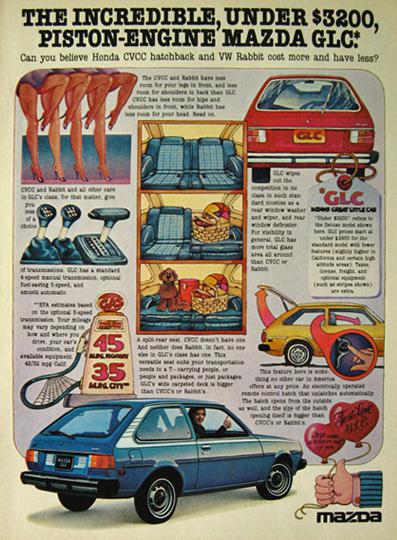 THE INCREDIBLE, UNDER $3200,
PISTON-ENGINE MAZDA GLC.*
Can you believe Honda CVCC hatchback and VW Rabbit cost more and have less?
The CVCC and Rabbit have less
room for your legs in front, and less
room for shoulders in back than GLC.
CVCC has less room for hips and
shoulders in front, while Rabbit has
less room for your head. Read on.
CVCC and Rabbit and all other cars
in GLC's class, for that matter, give
you
less
of a
choice
of transmissions. GLC has a standard
4-speed manual transmission, optional
fuel-saving 5-speed, and
smooth automatic.
**EPA estimates based
on the optional 5-speed
transmission. Your mileage
may vary depending on
how and where you
drive, your car's
condition, and
available equipment.
42/32 mpg Calif.
GAS
45
M.P.G. HIGHWAY
35
M.P.G. CITY**
GLC
GLC wipes
out the
competition in
its class
in such stan-
dard niceties as a
rear window washer
and wiper, and rear
window defroster.
For visibility in
general, GLC has
more total glass
area all around
than CVCC or
Rabbit.
*GLC
MEANS GREAT LITTLE CAR
"Under $3200" refers to
the Deluxe model shown
here. GLC prices start at
under
for the
standard model with fewer
features (slightly higher in
California and certain high
altitude areas). Taxes,
license, freight, and
optional equipment
(such as stripes shown)
are extra.
A split-rear seat. CVCC doesn't have one.
And neither does Rabbit. In fact, no one
else in GLC's class has one. This
versatile seat suits your transportation
needs to a T—carrying people, or
people and packages, or just packages.
GLC's wide carpeted deck is bigger
than CVCC's or Rabbit's.
This feature here is some-
thing no other car in America
offers at any price. An electrically operated
remote control hatch that unlatches automatically.
The hatch opens from the outside
as well, and the size of the hatch
opening itself is bigger than
CVCC's or Rabbit's.
MAZDA
GLC
mazda